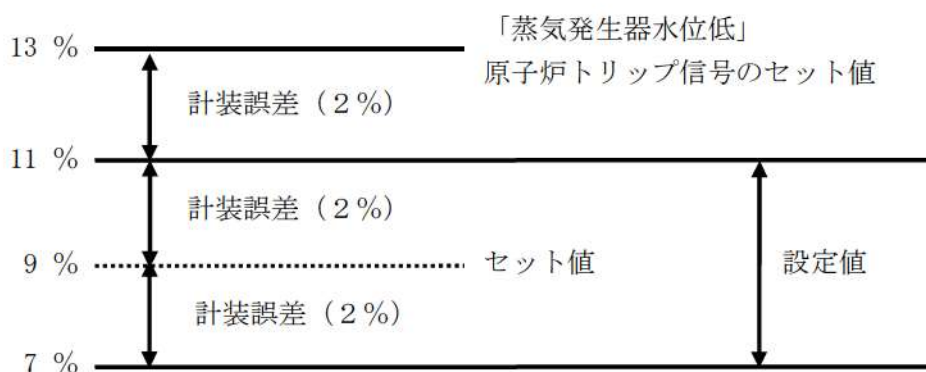 13 %
「蒸気発生器水位低」
原子炉トリップ信号のセット値
計装誤差（２％）
11 %
計装誤差（２％）
9 %
セット値
設定値
計装誤差（２％）
7 %